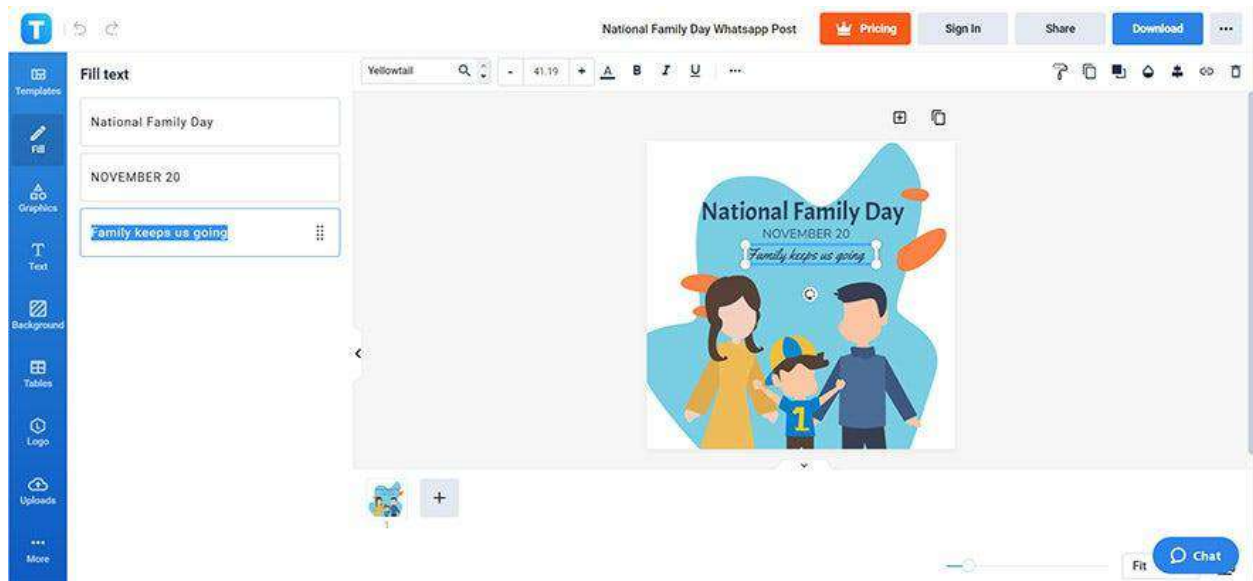 T
National Family Day Whatsapp Post
Pricing
Sign In
Share
Download
Templates
Fill
Graphics
T
Text
Background
Tables
Logo
Uploads
More
Fill text
National Family Day
NOVEMBER 20
Family keeps us going
Yellowtail
- 41.19 + A B I U
National Family Day
NOVEMBER 20
Family keeps us going
1
1
Fit
Chat